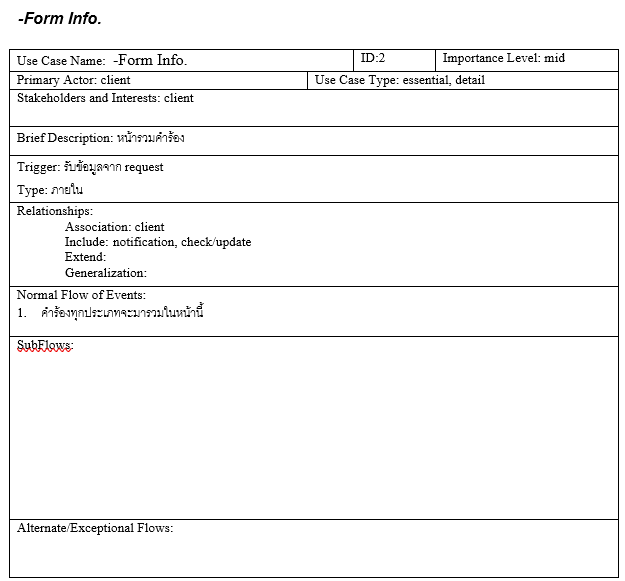 -Form Info.
Use Case Name:  -Form Info. ID:2 Importance Level: mid
Primary Actor: client Use Case Type: essential, detail
Stakeholders and Interests: client
Brief Description: หน้ารวมคำร้อง
Trigger: รับข้อมูลจาก request
Type: ภายใน
Relationships:
Association: client
Include: notification, check/update
Extend:
Generalization:
Normal Flow of Events:
1. คำร้องทุกประเภทจะมารวมในหน้านี้
SubFlows:
Alternate/Exceptional Flows: